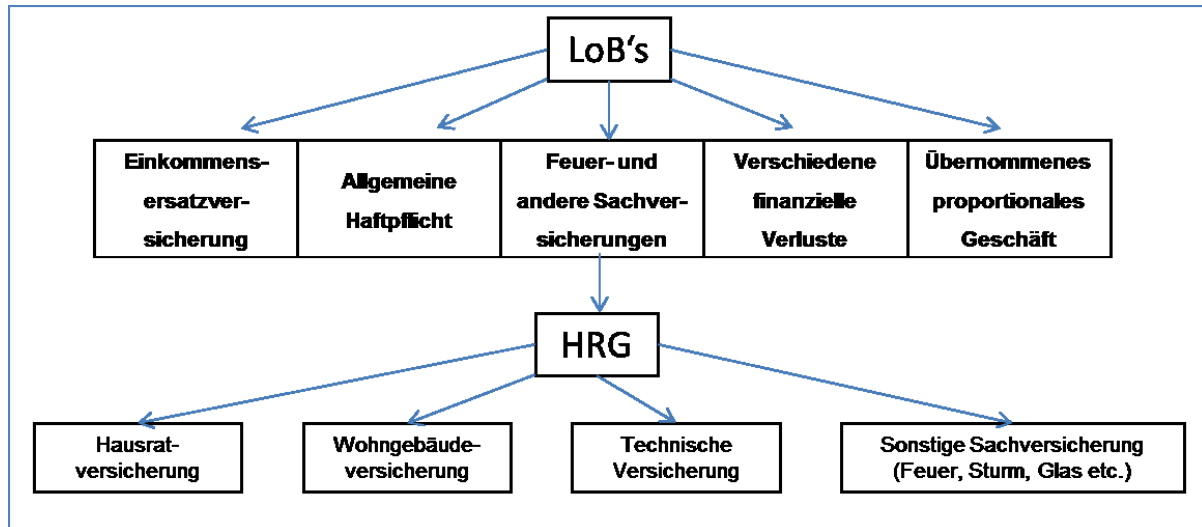 LoB's
Einkommens-
ersatzver-
sicherung
Allgemeine
Haftpflicht
Feuer- und
andere Sachver-
sicherungen
Verschiedene
finanzielle
Verluste
Übernommenes
proportionales
Geschäft
HRG
Hausrat-
versicherung
Wohngebäude-
versicherung
Technische
Versicherung
Sonstige Sachversicherung
(Feuer, Sturm, Glas etc.)